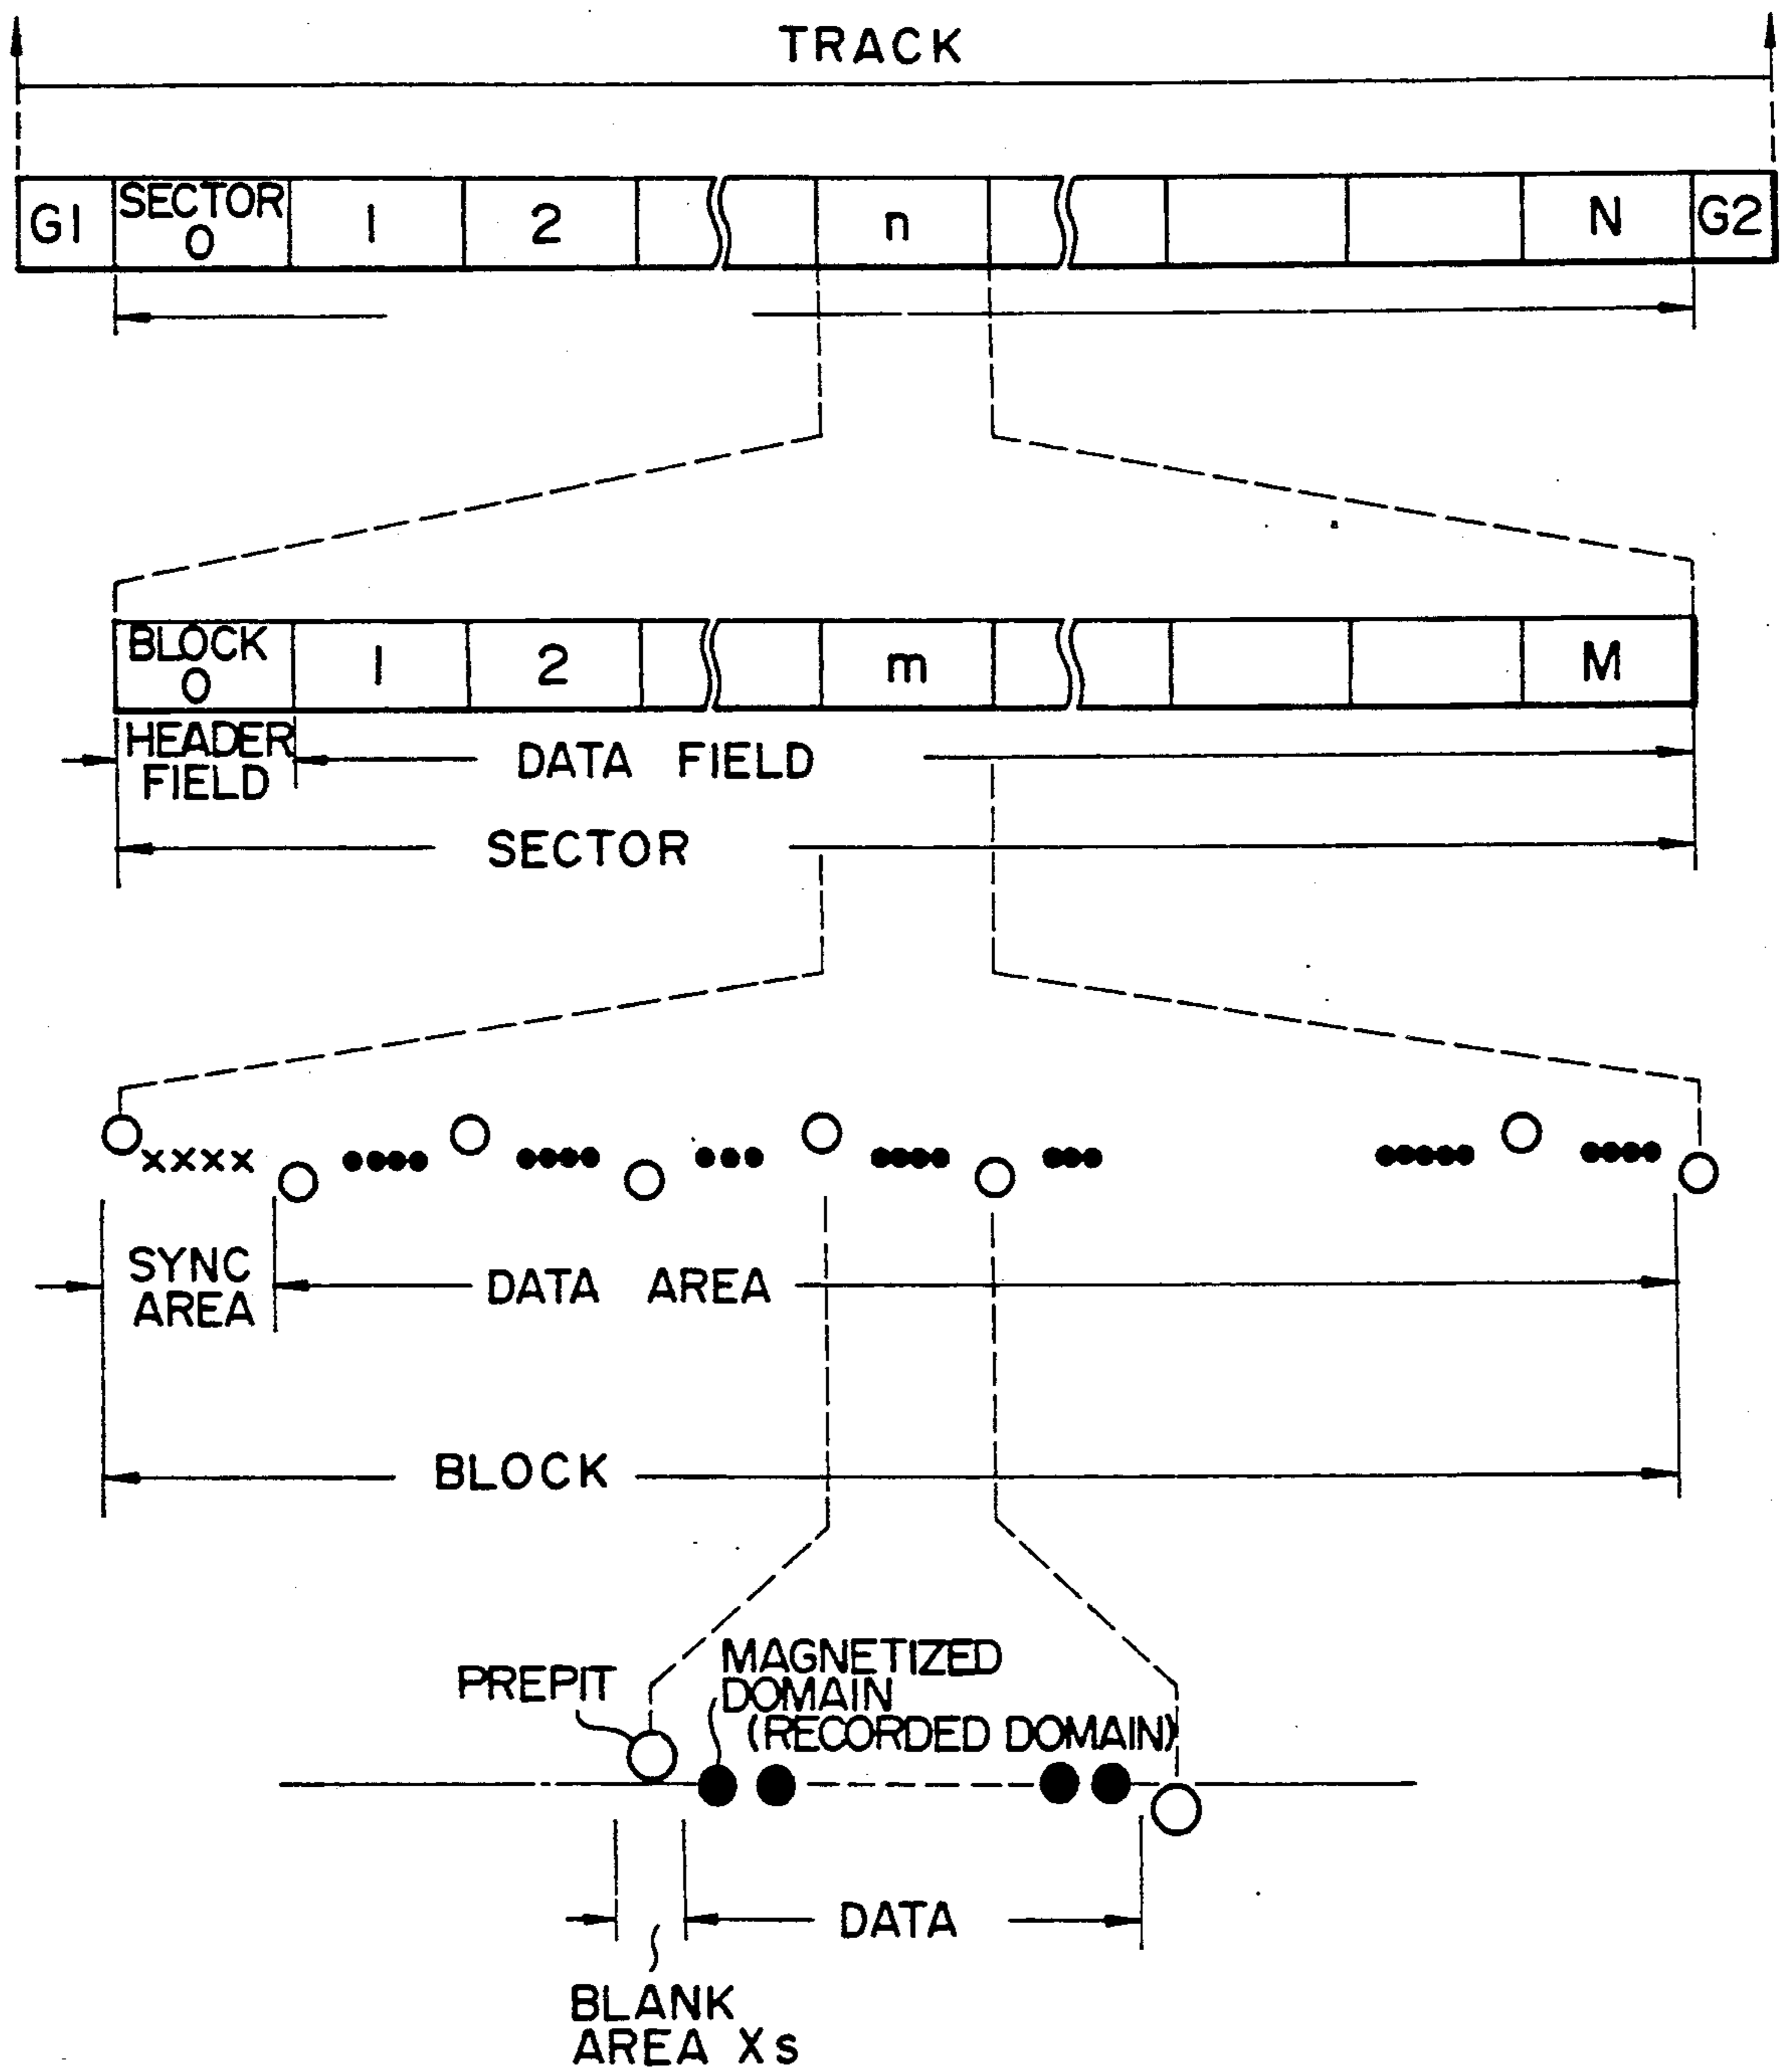 TRACK
G1 SECTOR 0 1 2 n N G2
BLOCK 0 1 2 m M
HEADER FIELD
DATA FIELD
SECTOR
xxxx
SYNC AREA
DATA AREA
BLOCK
PREPIT
MAGNETIZED
DOMAIN
(RECORDED DOMAIN)
DATA
BLANK
AREA Xs